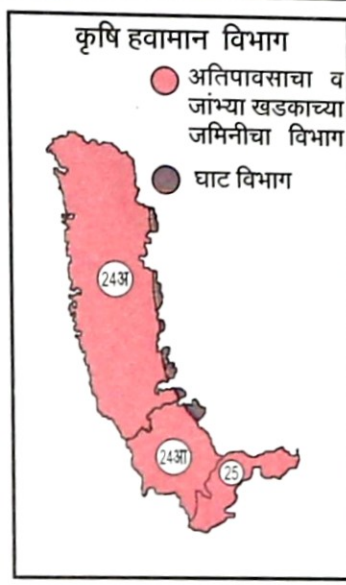 कृषि हवामान विभाग
अतिपावसाचा व
जांभ्या खडकाच्या
जमिनीचा विभाग
घाट विभाग
24अ
24आ
25